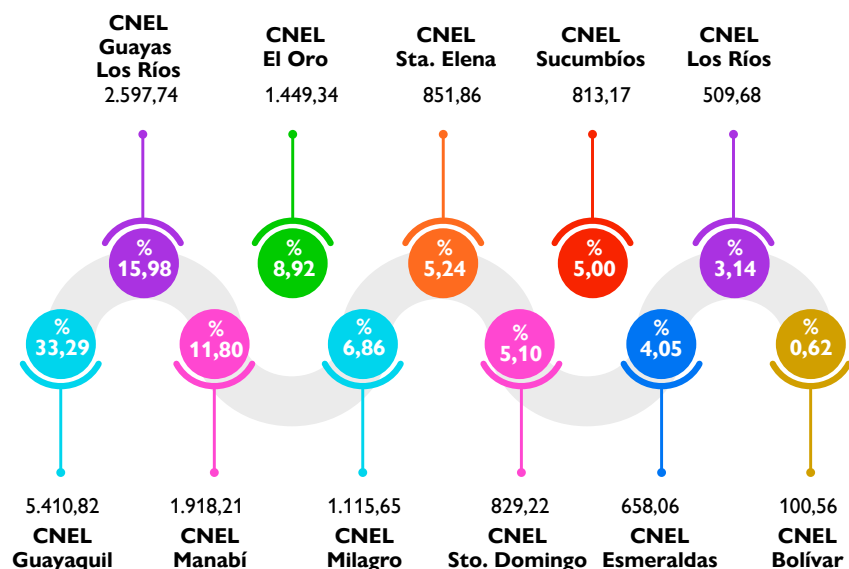 CNEL
Guayas
Los Ríos
2.597,74
CNEL
El Oro
1.449,34
CNEL
Sta. Elena
851,86
CNEL
Sucumbíos
813,17
CNEL
Los Ríos
509,68
%
15,98
%
8,92
%
5,24
%
5,00
%
3,14
%
33,29
%
11,80
%
6,86
%
5,10
%
4,05
%
0,62
5.410,82
CNEL
Guayaquil
1.918,21
CNEL
Manabí
1.115,65
CNEL
Milagro
829,22
CNEL
Sto. Domingo
658,06
CNEL
Esmeraldas
100,56
CNEL
Bolívar